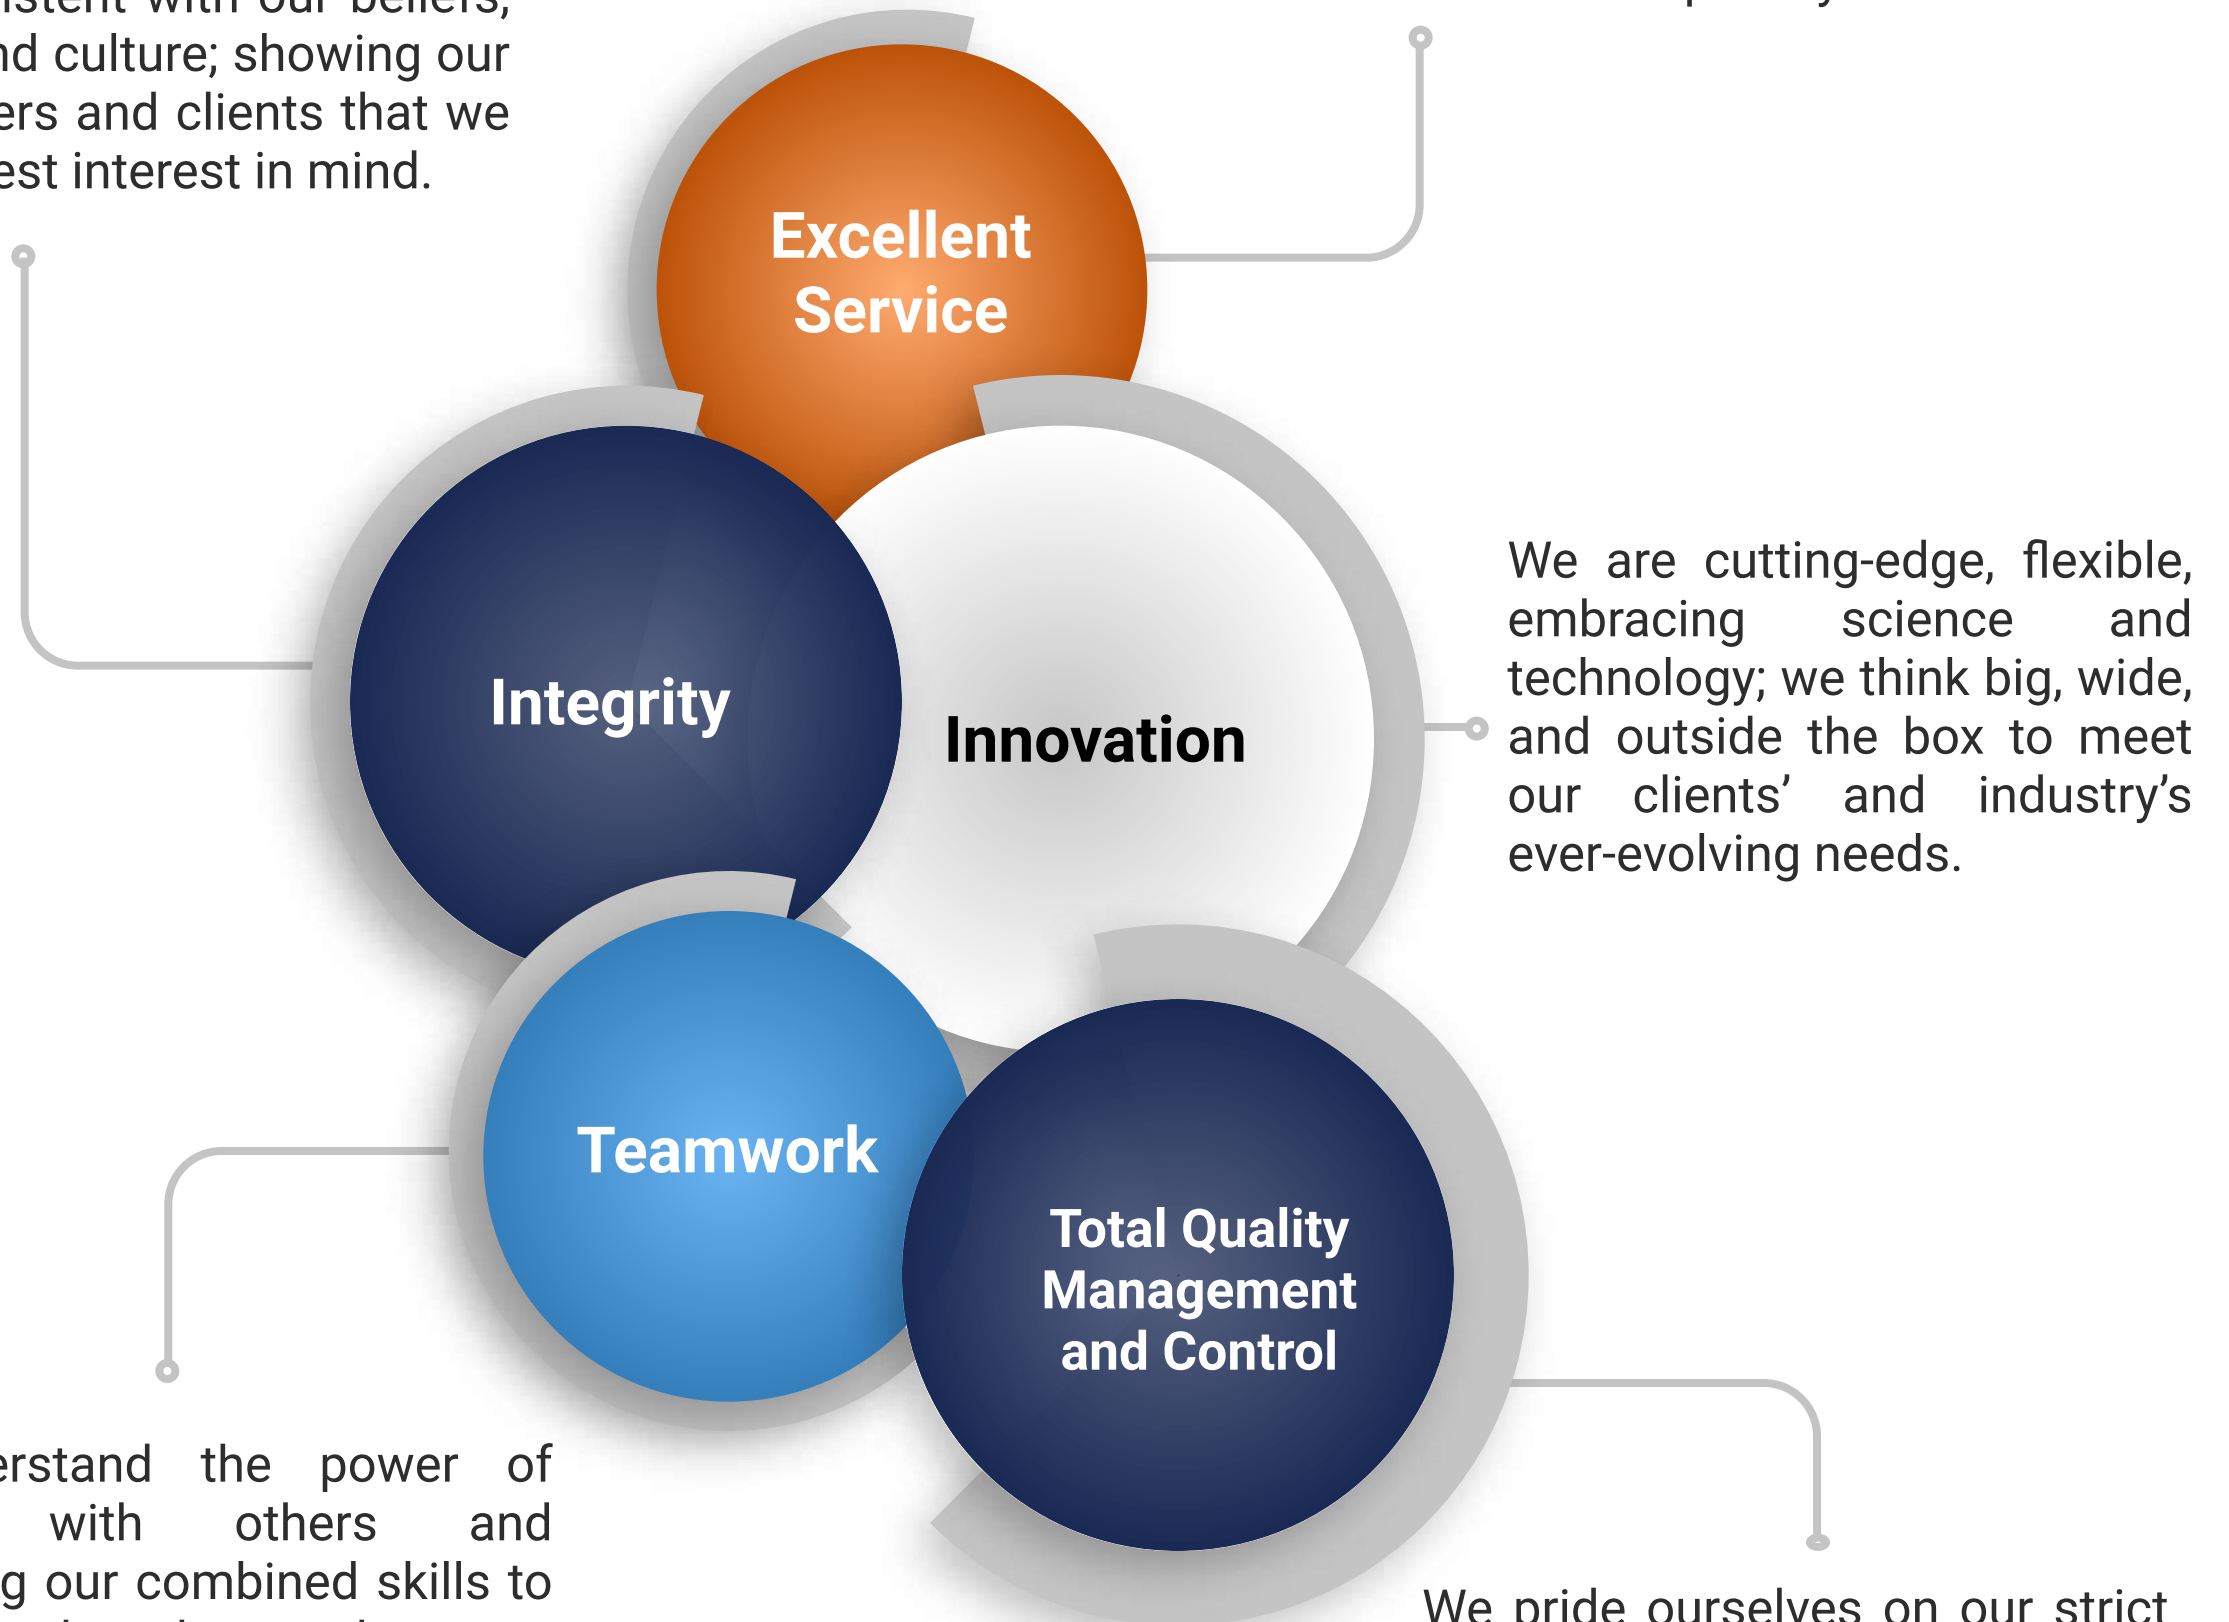 with our beliefs,
nd culture; showing our
ers and clients that we
est interest in mind.
Excellent
Service
Integrity
Innovation
We are cutting-edge, flexible,
embracing science and
technology; we think big, wide,
and outside the box to meet
our clients’ and industry’s
ever-evolving needs.
Teamwork
Total Quality
Management
and Control
erstand the power of
with others and
g our combined skills to
We pride ourselves on our strict